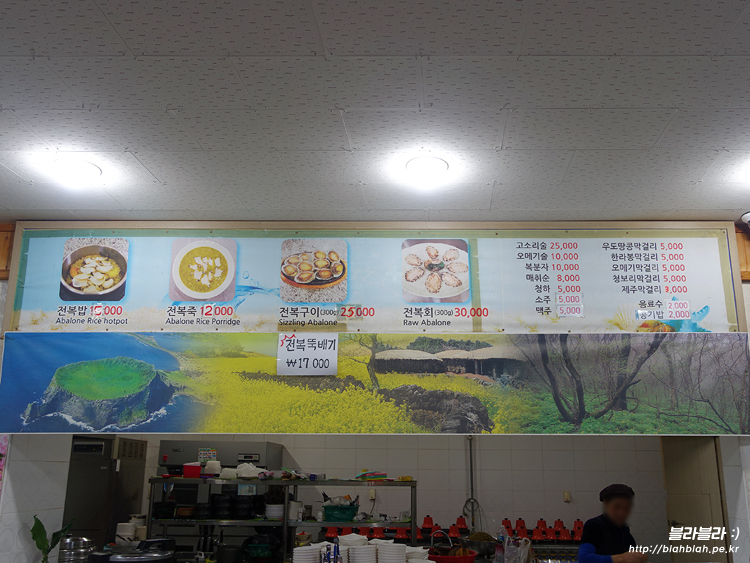 전복밥 15,000
Abalone Rice hotpot
전복죽 12,000
Abalone Rice Porridge
전복구이(300g) 25,000
Sizzling Abalone
전복회(300g) 30,000
Raw Abalone
고소리술 25,000
오메기술 10,000
복분자 10,000
매취순 8,000
청하 5,000
소주 5,000
맥주 5,000
우도땅콩막걸리 5,000
한라봉막걸리 5,000
오메기막걸리 5,000
청보리막걸리 5,000
제주막걸리 3,000
음료수 2,000
공기밥 2,000
전복뚝배기
₩17 000
블라블라 :)
http://blahblah.pe.kr